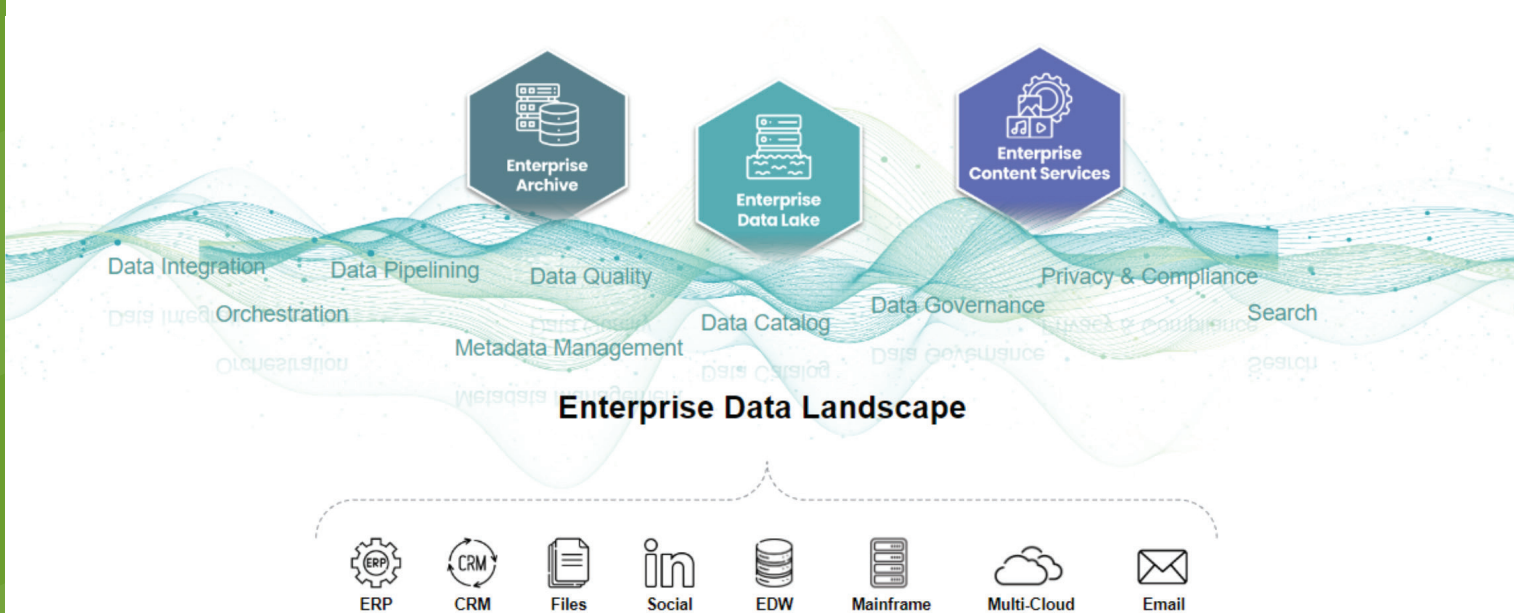 Enterprise
Archive
Enterprise
Data Lake
Enterprise
Content Services
Data Integration
Data Pipelining
Data Quality
Privacy & Compliance
Orchestration
Metadata Management
Data Catalog
Data Governance
Search
Enterprise Data Landscape
ERP
CRM
in
ERP
CRM
Files
Social
EDW
Mainframe
Multi-Cloud
Email